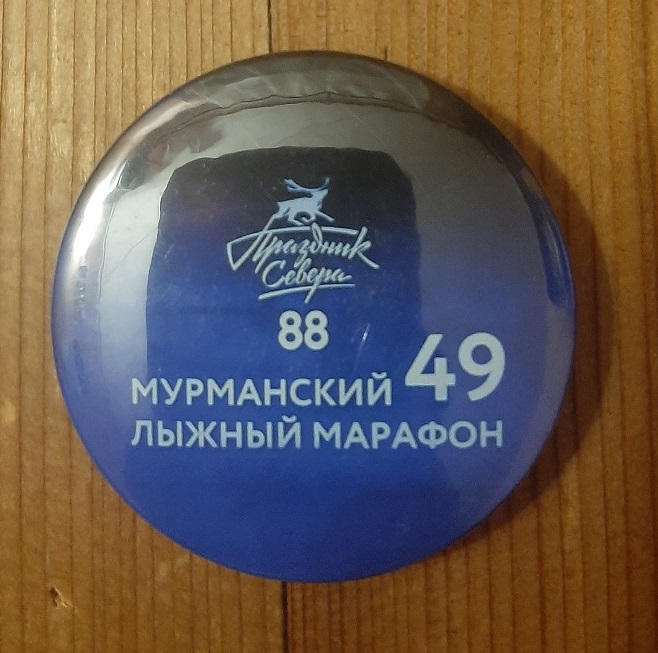 Праздник
Севера
88
МУРМАНСКИЙ 49
ЛЫЖНЫЙ МАРАФОН